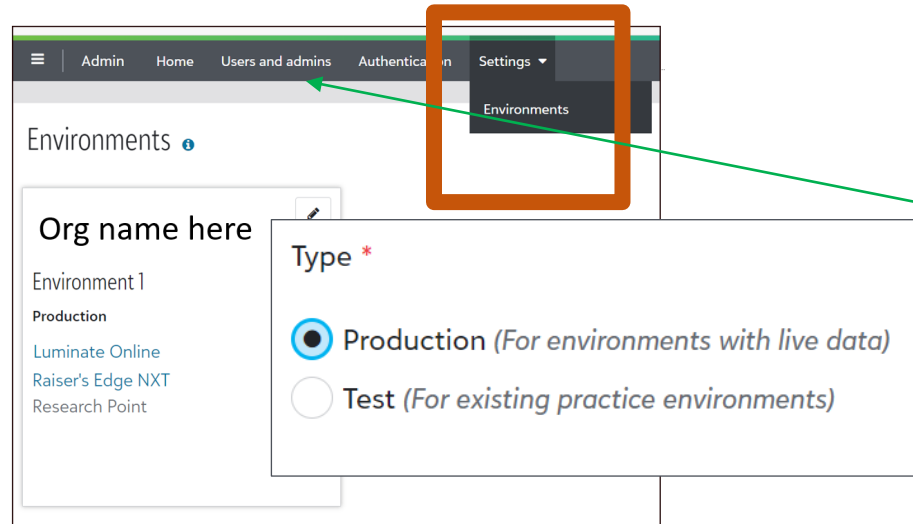 Admin Home Users and admins Authentication Settings
Environments
Environments
Org name here
Environment 1
Production
Luminate Online
Raiser's Edge NXT
Research Point
Type *
Production (For environments with live data)
Test (For existing practice environments)